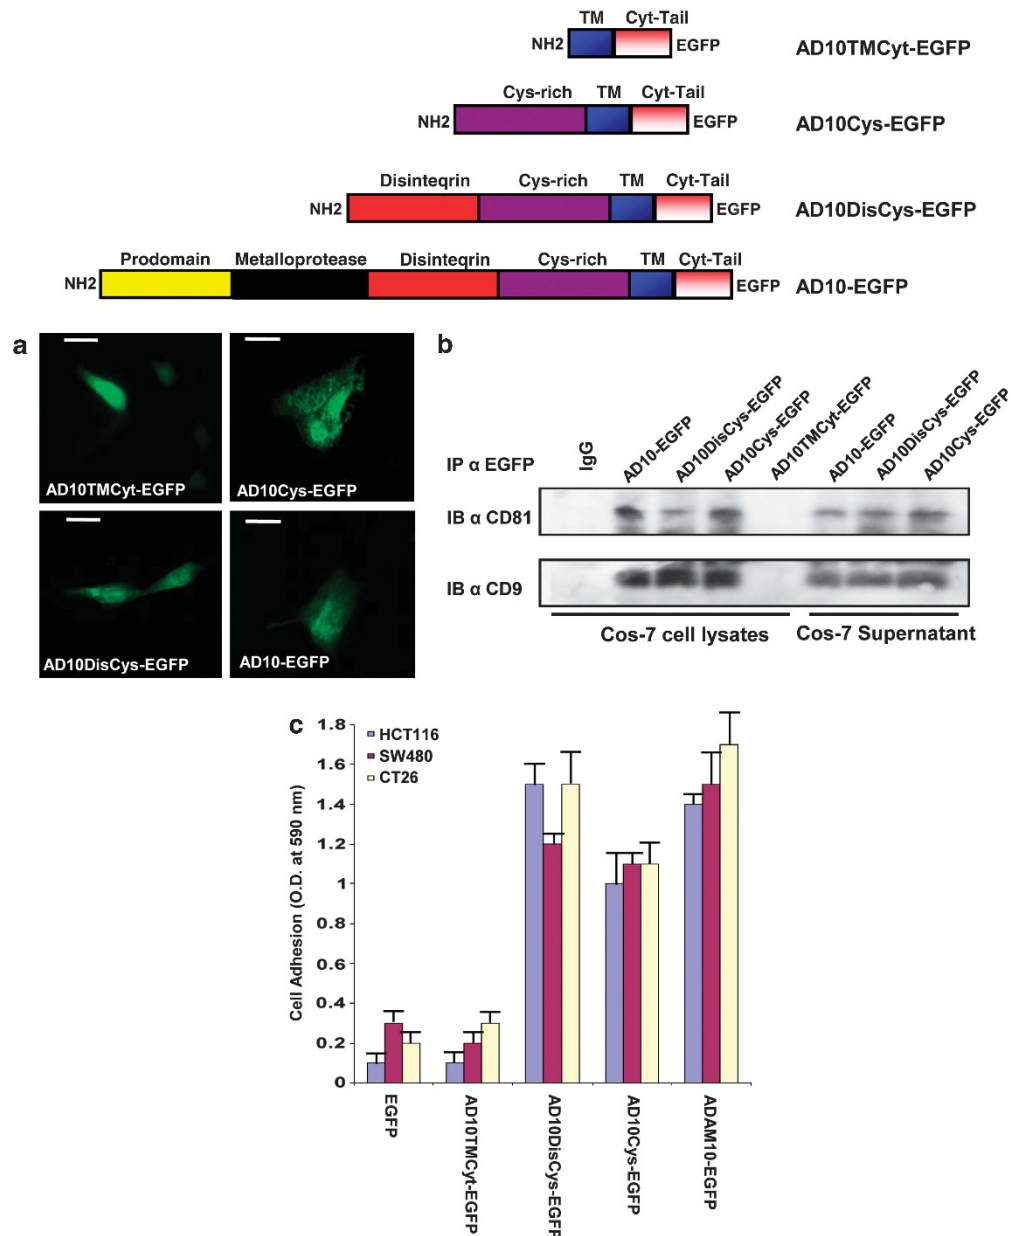 TM Cyt-Tail
NH2 EGFP AD10TMCyt-EGFP
Cys-rich TM Cyt-Tail
NH2 EGFP AD10Cys-EGFP
Disinteqrin Cys-rich TM Cyt-Tail
NH2 EGFP AD10DisCys-EGFP
Prodomain Metalloprotease Disinteqrin Cys-rich TM Cyt-Tail
NH2 EGFP AD10-EGFP
a
AD10TMCyt-EGFP
AD10Cys-EGFP
AD10DisCys-EGFP
AD10-EGFP
b
IP α EGFP
IgG
AD10-EGFP
AD10DisCys-EGFP
AD10Cys-EGFP
AD10TMCyt-EGFP
AD10-EGFP
AD10DisCys-EGFP
AD10Cys-EGFP
IB α CD81
IB α CD9
Cos-7 cell lysates
Cos-7 Supernatant
c
Cell Adhesion (O.D. at 590 nm)
1.8
1.6
1.4
1.2
1
0.8
0.6
0.4
0.2
0
HCT116
SW480
CT26
EGFP
AD10TMCyt-EGFP
AD10DisCys-EGFP
AD10Cys-EGFP
ADAM10-EGFP